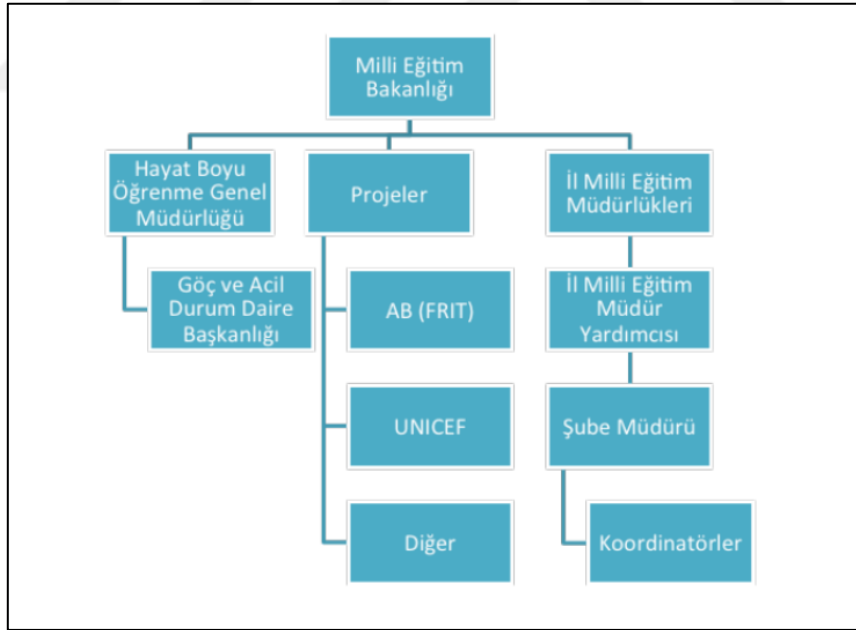 Milli Eğitim
Bakanlığı
Hayat Boyu
Öğrenme Genel
Müdürlüğü
Göç ve Acil
Durum Daire
Başkanlığı
Projeler
AB (FRIT)
UNICEF
Diğer
İl Milli Eğitim
Müdürlükleri
İl Milli Eğitim
Müdür
Yardımcısı
Şube Müdürü
Koordinatörler